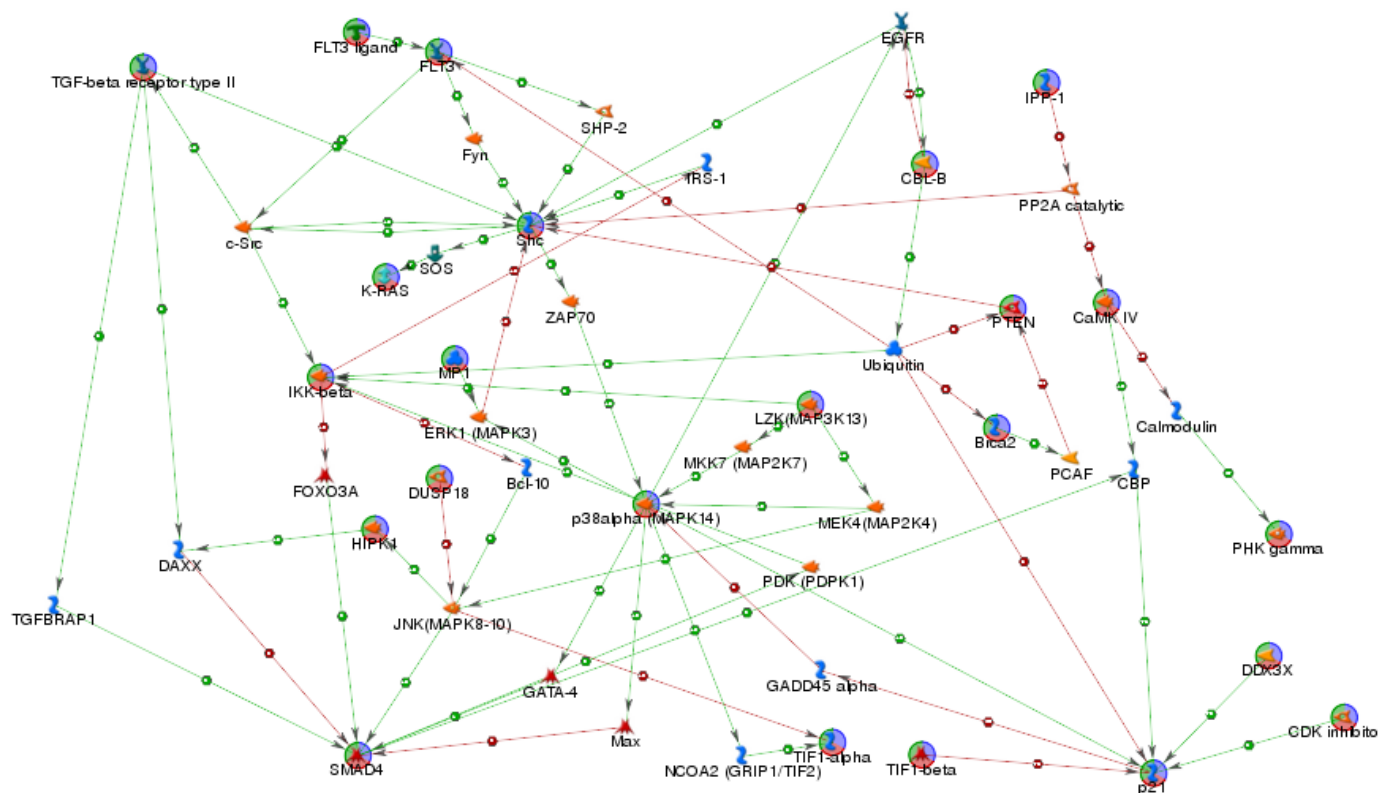 FLT3 ligand
EGFR
FLT3
TGF-beta receptor type II
IPP-1
SHP-2
Fyn
IRS-1
CBL-B
PP2A catalytic
c-Src
Shc
SOS
K-RAS
ZAP70
PTEN
CaMK IV
Ubiquitin
MP1
IKK-beta
LZK(MAP3K13)
Calmodulin
ERK1 (MAPK3)
Brca2
MKK7 (MAP2K7)
PCAF
CBP
FOXO3A
DUSP18
Bcl-10
p38alpha (MAPK14)
MEK4(MAP2K4)
HIPK1
PHK gamma
DAXX
PDK (PDPK1)
TGFBRAP1
JNK(MAPK8-10)
DDX3X
GATA-4
GADD45 alpha
CDK inhibito
Max
TIF1-alpha
SMAD4
NCOA2 (GRIP1/TIF2)
TIF1-beta
p21